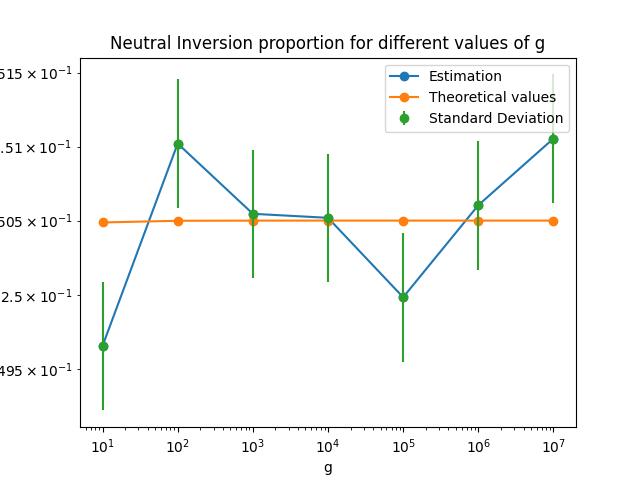 Neutral Inversion proportion for different values of g
515 × 10⁻¹
.51 × 10⁻¹
505 × 10⁻¹
2.5 × 10⁻¹
495 × 10⁻¹
Estimation
Theoretical values
Standard Deviation
10¹ 10² 10³ 10⁴ 10⁵ 10⁶ 10⁷
g